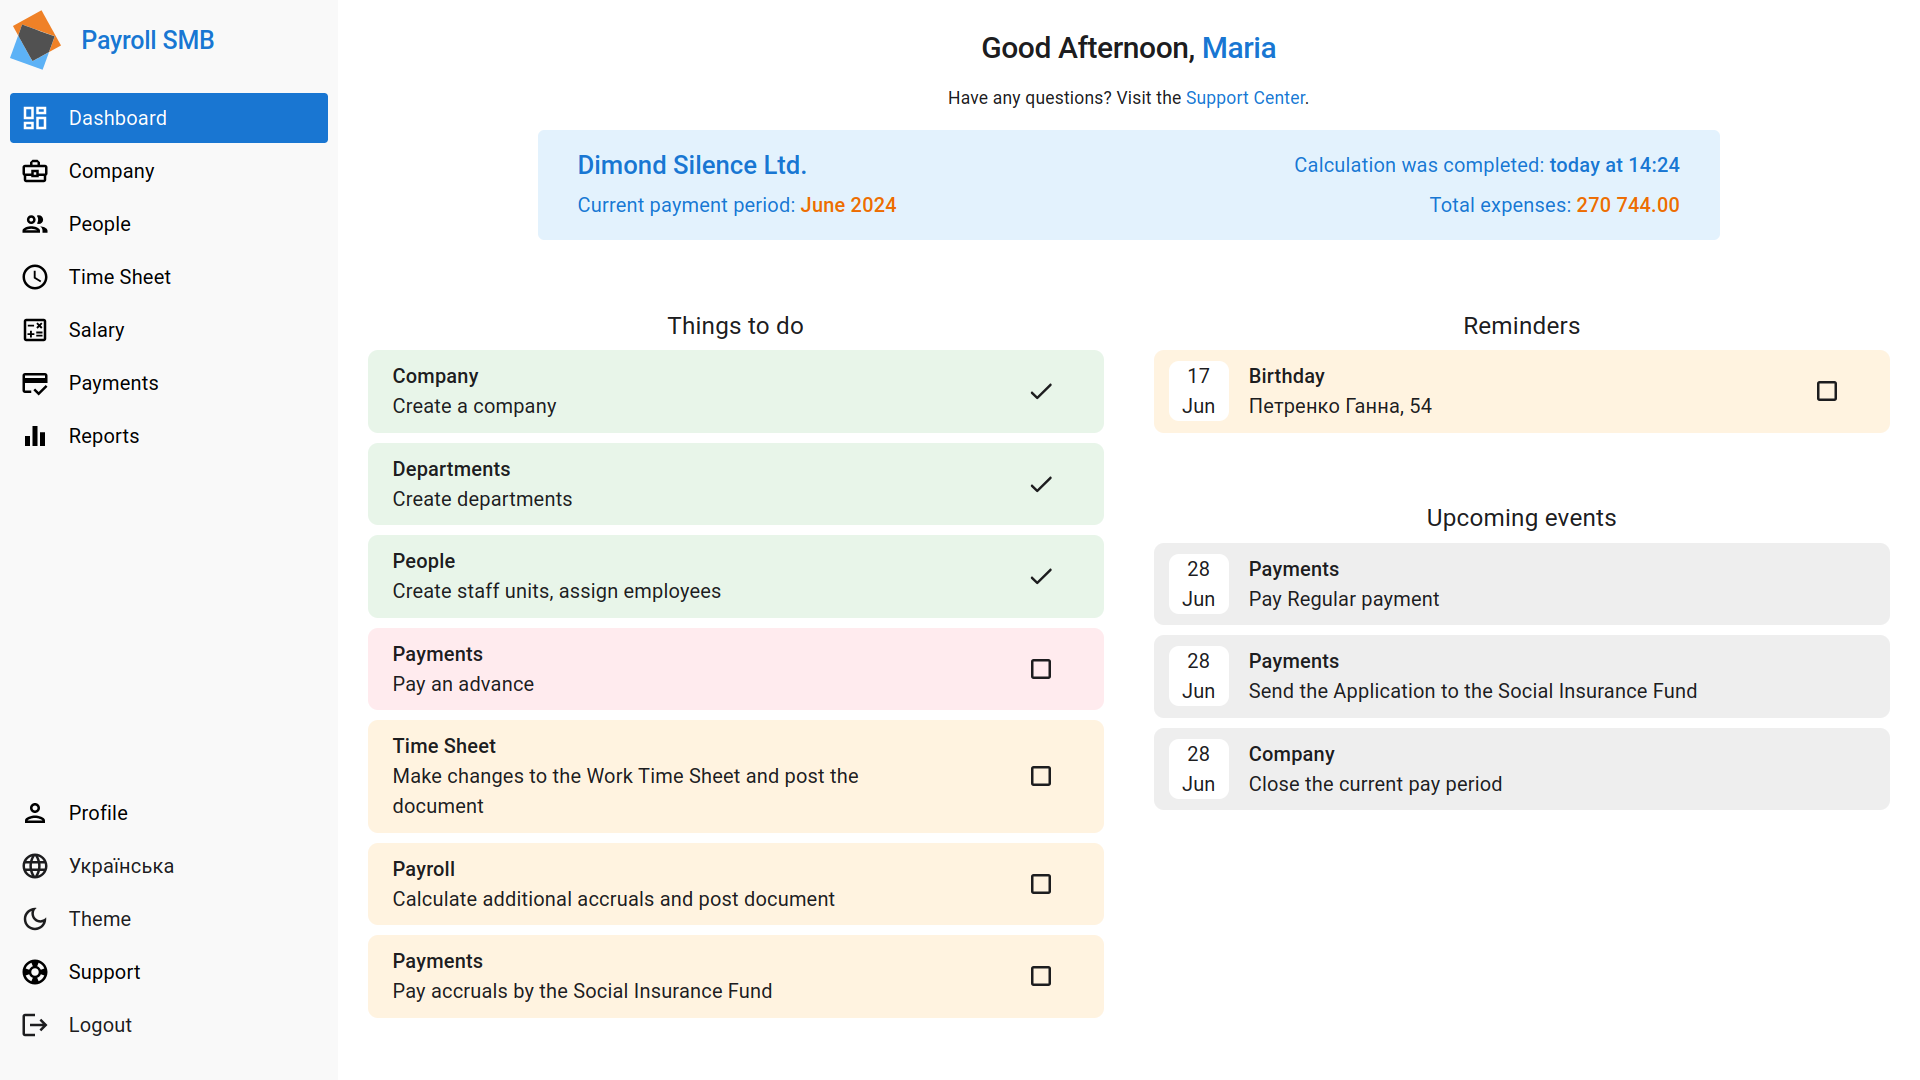 Payroll SMB
Dashboard
Company
People
Time Sheet
Salary
Payments
Reports
Profile
Українська
Theme
Support
Logout
Good Afternoon, Maria
Have any questions? Visit the Support Center.
Dimond Silence Ltd.
Calculation was completed: today at 14:24
Current payment period: June 2024
Total expenses: 270 744.00
Things to do
Company
Create a company
Departments
Create departments
People
Create staff units, assign employees
Payments
Pay an advance
Time Sheet
Make changes to the Work Time Sheet and post the
document
Payroll
Calculate additional accruals and post document
Payments
Pay accruals by the Social Insurance Fund
Reminders
17 Birthday
Jun Петренко Ганна, 54
Upcoming events
28 Payments
Jun Pay Regular payment
28 Payments
Jun Send the Application to the Social Insurance Fund
28 Company
Jun Close the current pay period